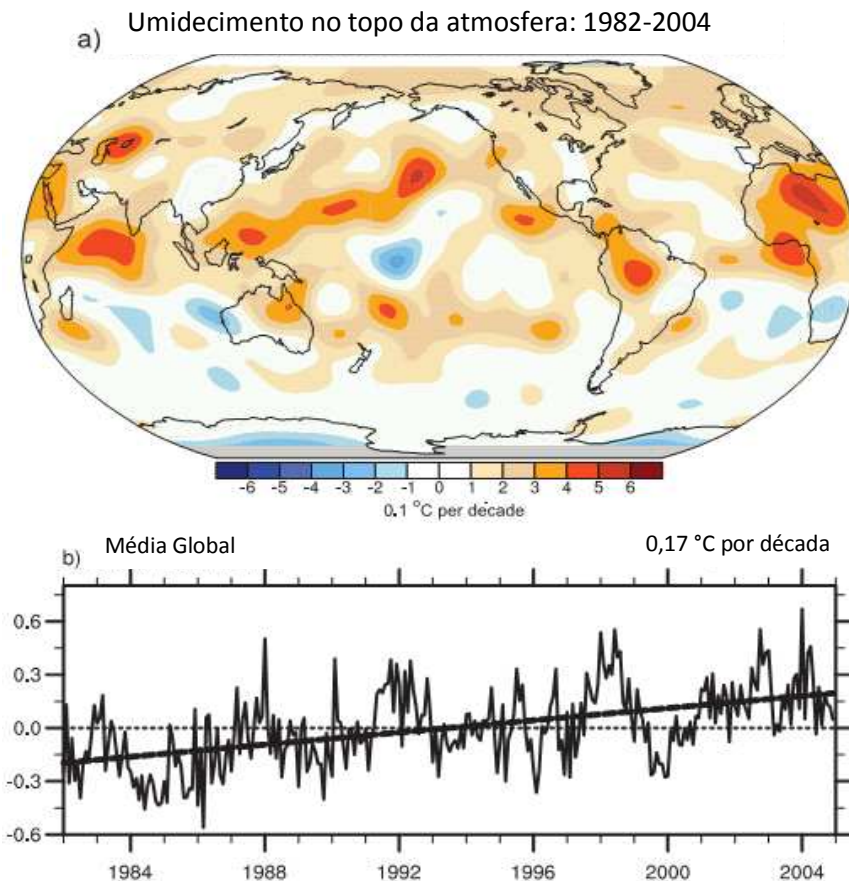 Umidecimento no topo da atmosfera: 1982-2004
a)
-6 -5 -4 -3 -2 -1 0 1 2 3 4 5 6
0.1 °C per decade
b) Média Global 0,17 °C por década
0.6
0.3
0.0
-0.3
-0.6
1984 1988 1992 1996 2000 2004